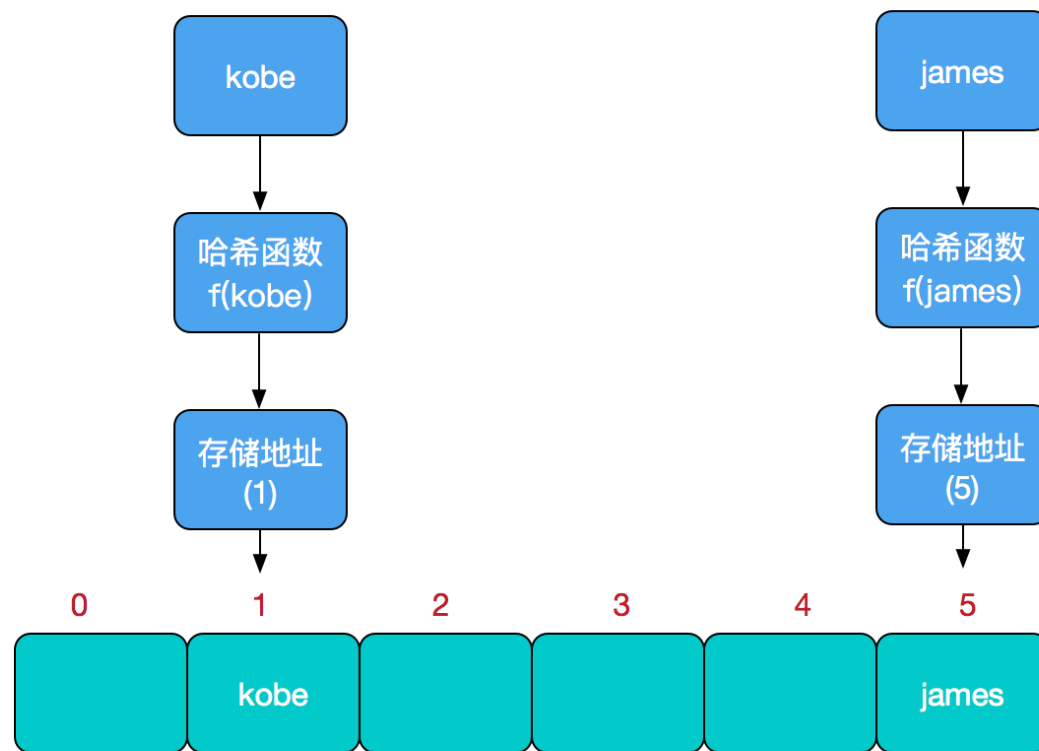 kobe
james
哈希函数
f(kobe)
哈希函数
f(james)
存储地址
(1)
存储地址
(5)
0 1 2 3 4 5
kobe james